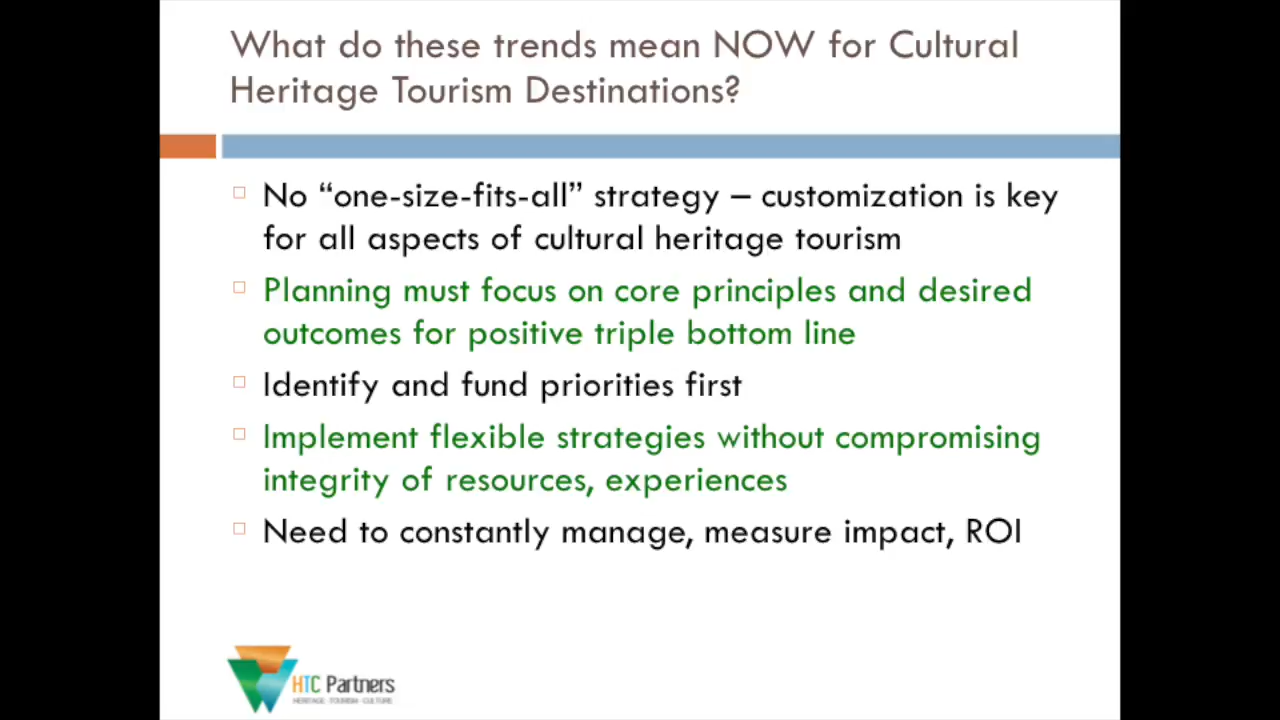 What do these trends mean NOW for Cultural
Heritage Tourism Destinations?
No “one-size-fits-all” strategy – customization is key
for all aspects of cultural heritage tourism
Planning must focus on core principles and desired
outcomes for positive triple bottom line
Identify and fund priorities first
Implement flexible strategies without compromising
integrity of resources, experiences
Need to constantly manage, measure impact, ROI
HTC Partners
HERITAGE · TOURISM · CULTURE